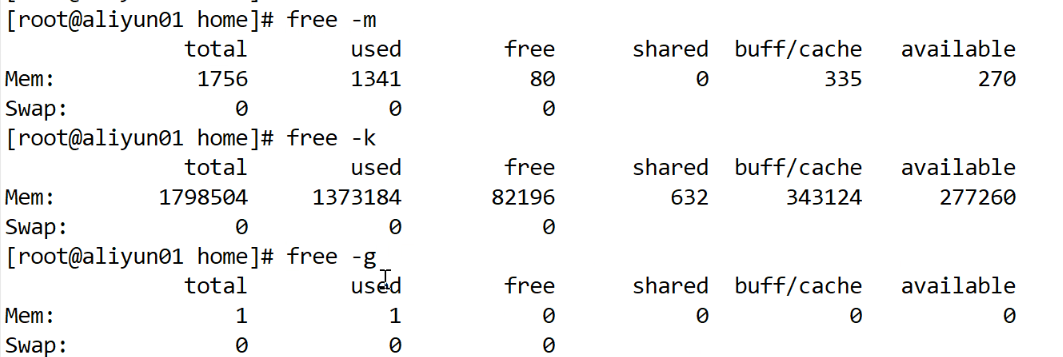 [root@aliyun01 home]# free -m
total used free shared buff/cache available
Mem: 1756 1341 80 0 335 270
Swap: 0 0 0
[root@aliyun01 home]# free -k
total used free shared buff/cache available
Mem: 1798504 1373184 82196 632 343124 277260
Swap: 0 0 0
[root@aliyun01 home]# free -g
total used free shared buff/cache available
Mem: 1 1 0 0 0 0
Swap: 0 0 0